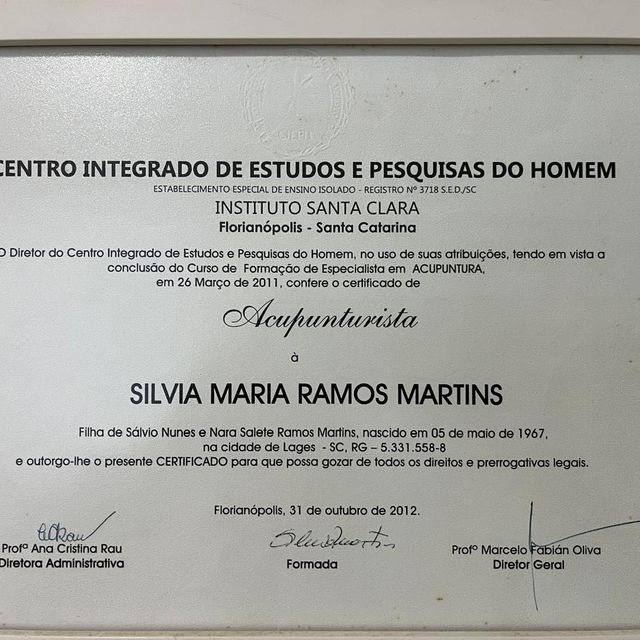 CIEPH
CENTRO INTEGRADO DE ESTUDOS E PESQUISAS DO HOMEM
ESTABELECIMENTO ESPECIAL DE ENSINO ISOLADO - REGISTRO Nº 3718 S.E.D./SC
INSTITUTO SANTA CLARA
Florianópolis - Santa Catarina
O Diretor do Centro Integrado de Estudos e Pesquisas do Homem, no uso de suas atribuições, tendo em vista a
conclusão do Curso de Formação de Especialista em ACUPUNTURA,
em 26 Março de 2011, confere o certificado de
Acupunturista
à
SILVIA MARIA RAMOS MARTINS
Filha de Sálvio Nunes e Nara Salete Ramos Martins, nascido em 05 de maio de 1967,
na cidade de Lages - SC, RG – 5.331.558-8
e outorgo-lhe o presente CERTIFICADO para que possa gozar de todos os direitos e prerrogativas legais.
Florianópolis, 31 de outubro de 2012.
Profª Ana Cristina Rau
Diretora Administrativa
Formada
Profº Marcelo Fabián Oliva
Diretor Geral